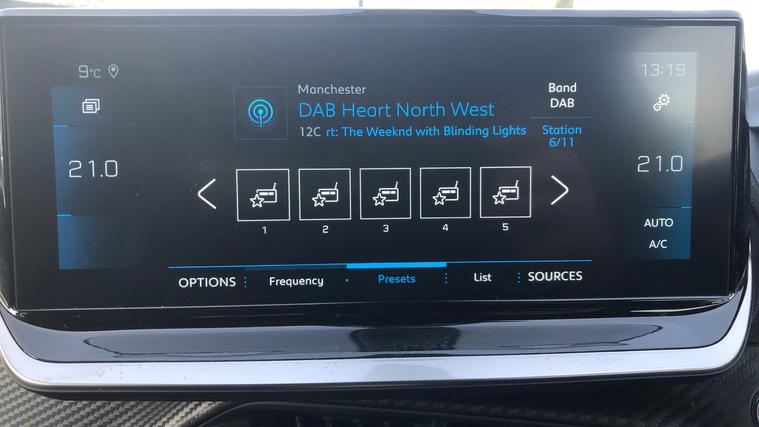 9°C
13:19
Manchester
DAB Heart North West
12C rt: The Weeknd with Blinding Lights
Band
DAB
Station
6/11
21.0
21.0
1 2 3 4 5
AUTO
A/C
OPTIONS Frequency Presets List SOURCES